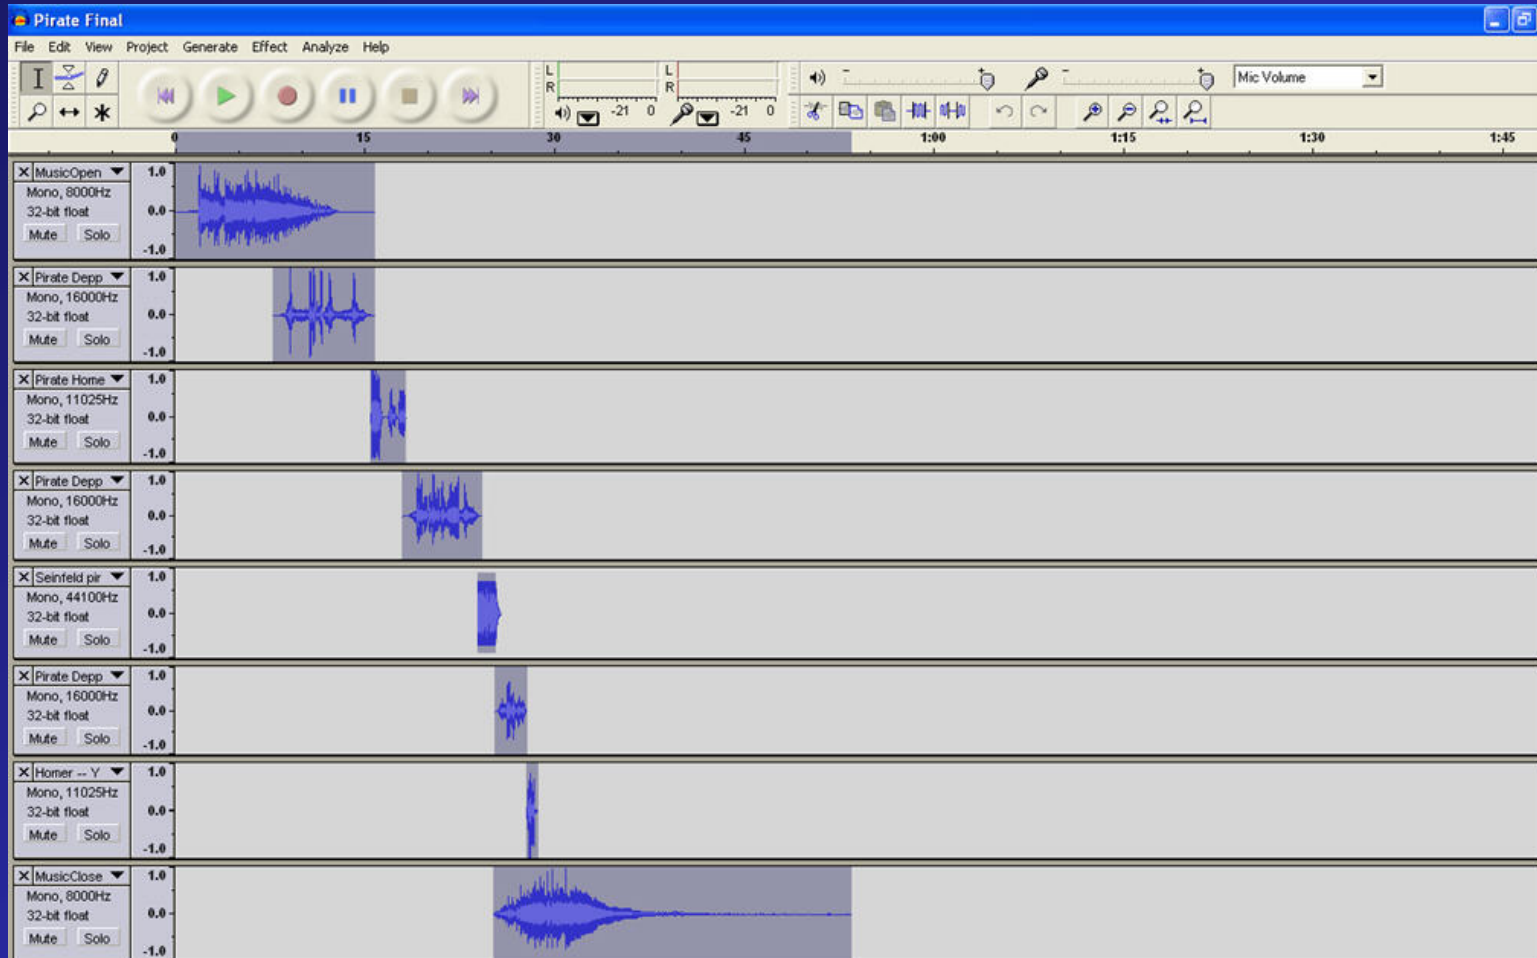 Pirate Final
File Edit View Project Generate Effect Analyze Help
L
R
-21 0
L
R
-21 0
Mic Volume
0 15 30 45 1:00 1:15 1:30 1:45
MusicOpen
Mono, 8000Hz
32-bit float
Mute Solo
1.0
0.0
-1.0
Pirate Depp
Mono, 16000Hz
32-bit float
Mute Solo
1.0
0.0
-1.0
Pirate Home
Mono, 11025Hz
32-bit float
Mute Solo
1.0
0.0
-1.0
Pirate Depp
Mono, 16000Hz
32-bit float
Mute Solo
1.0
0.0
-1.0
Seinfeld pir
Mono, 44100Hz
32-bit float
Mute Solo
1.0
0.0
-1.0
Pirate Depp
Mono, 16000Hz
32-bit float
Mute Solo
1.0
0.0
-1.0
Homer -- Y
Mono, 11025Hz
32-bit float
Mute Solo
1.0
0.0
-1.0
MusicClose
Mono, 8000Hz
32-bit float
Mute Solo
1.0
0.0
-1.0